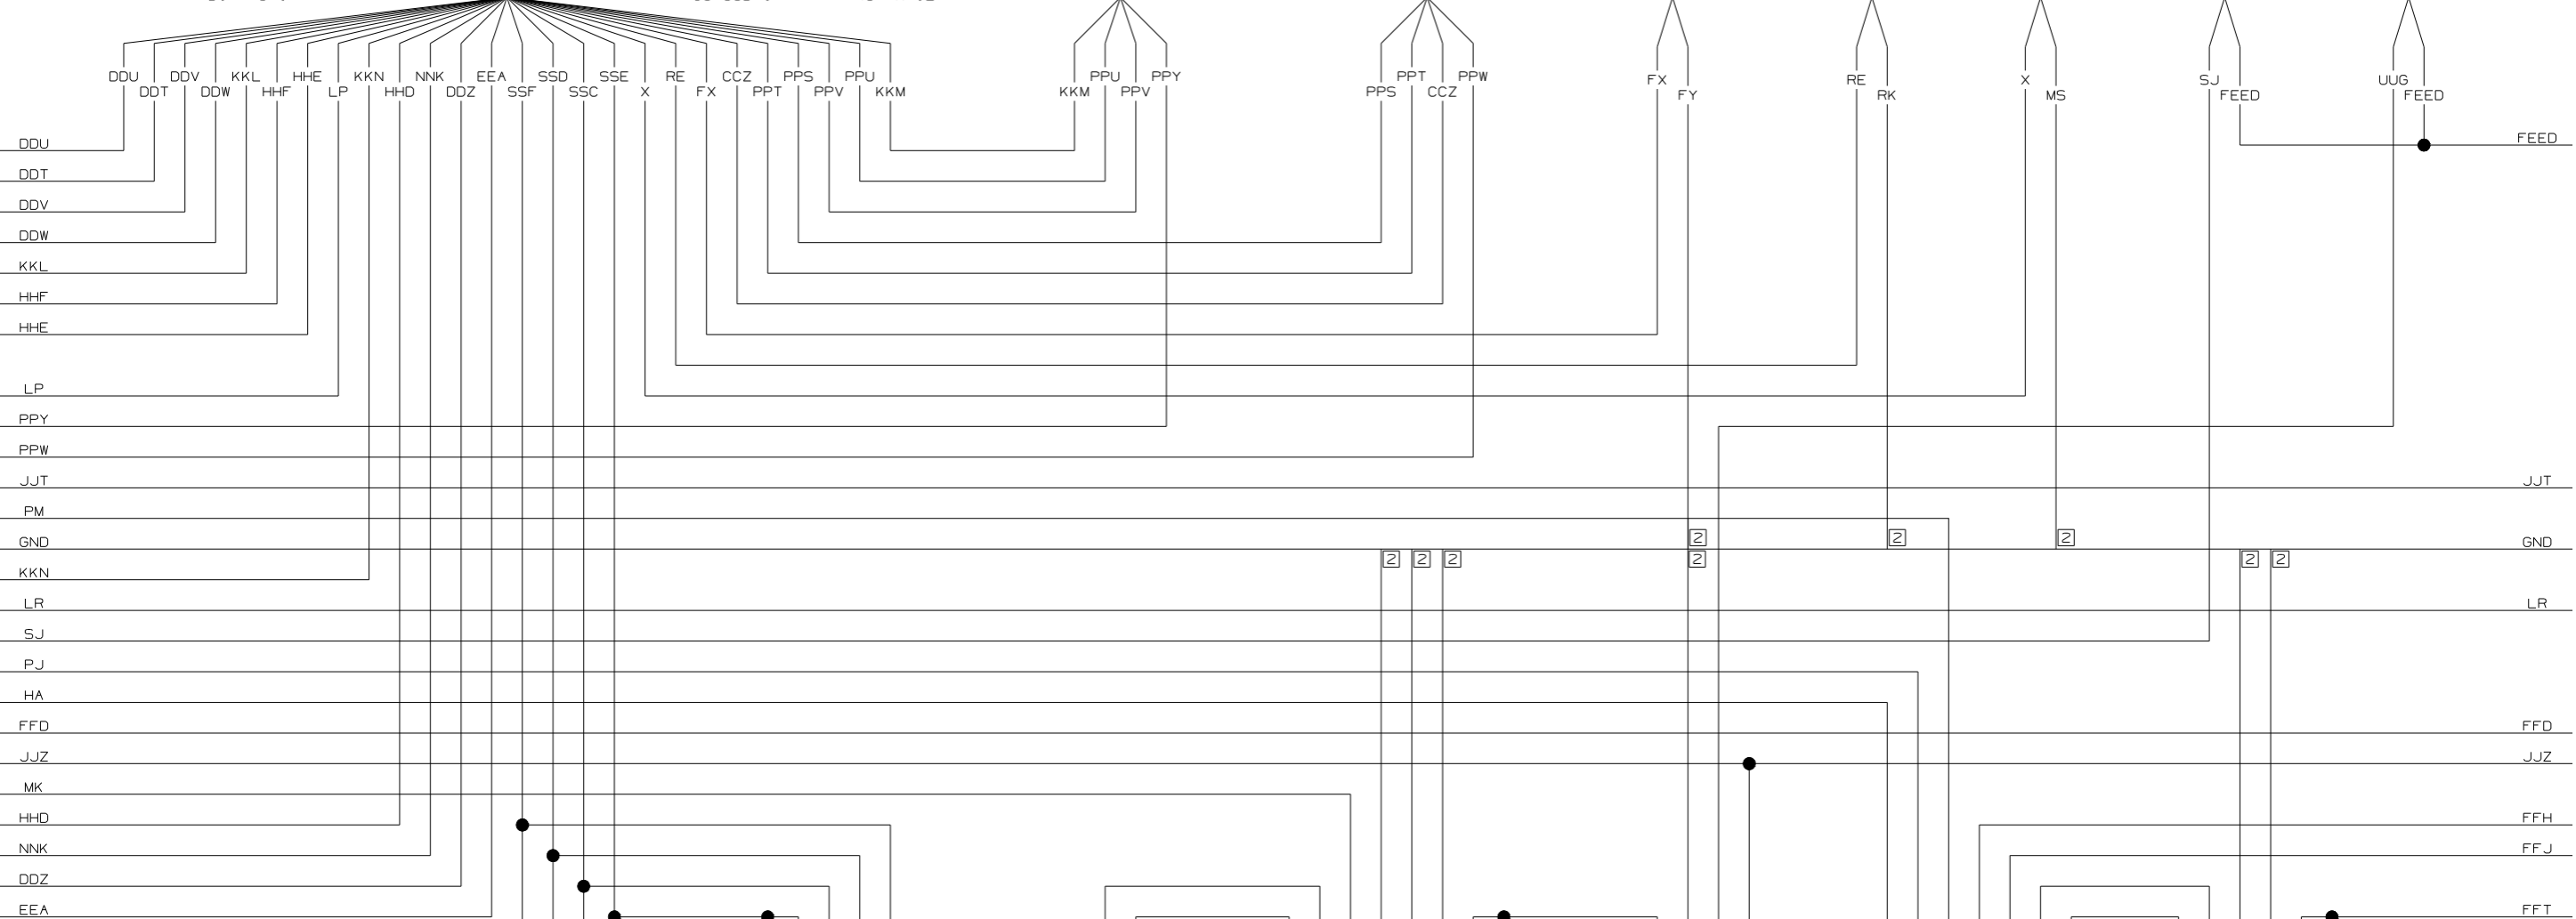 DDU DDV KKL HHE KKN NNK EEA SSD SSE RE CCZ PPS PPU PPU PPY PPT PPW FX RE X SJ UUG
DDT DDW HHF LP HHD DDZ SSF SSC X FX PPT PPV KKM KKM PPV PPS CCZ FY RK MS FEED FEED
DDU FEED
DDT
DDV
DDW
KKL
HHF
HHE
LP
PPY
PPW
JJT JJT
PM
2 2 2
GND GND
2 2 2 2 2 2
KKN
LR LR
SJ
PJ
HA
FFD FFD
JJZ JJZ
MK
HHD FFH
NNK FFJ
DDZ
EEA FFT